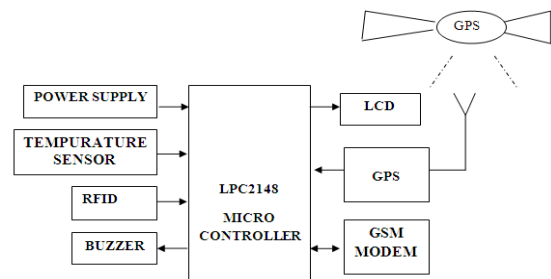 GPS
POWER SUPPLY
LCD
TEMPURATURE
SENSOR
GPS
LPC2148
RFID
MICRO
CONTROLLER
GSM
MODEM
BUZZER